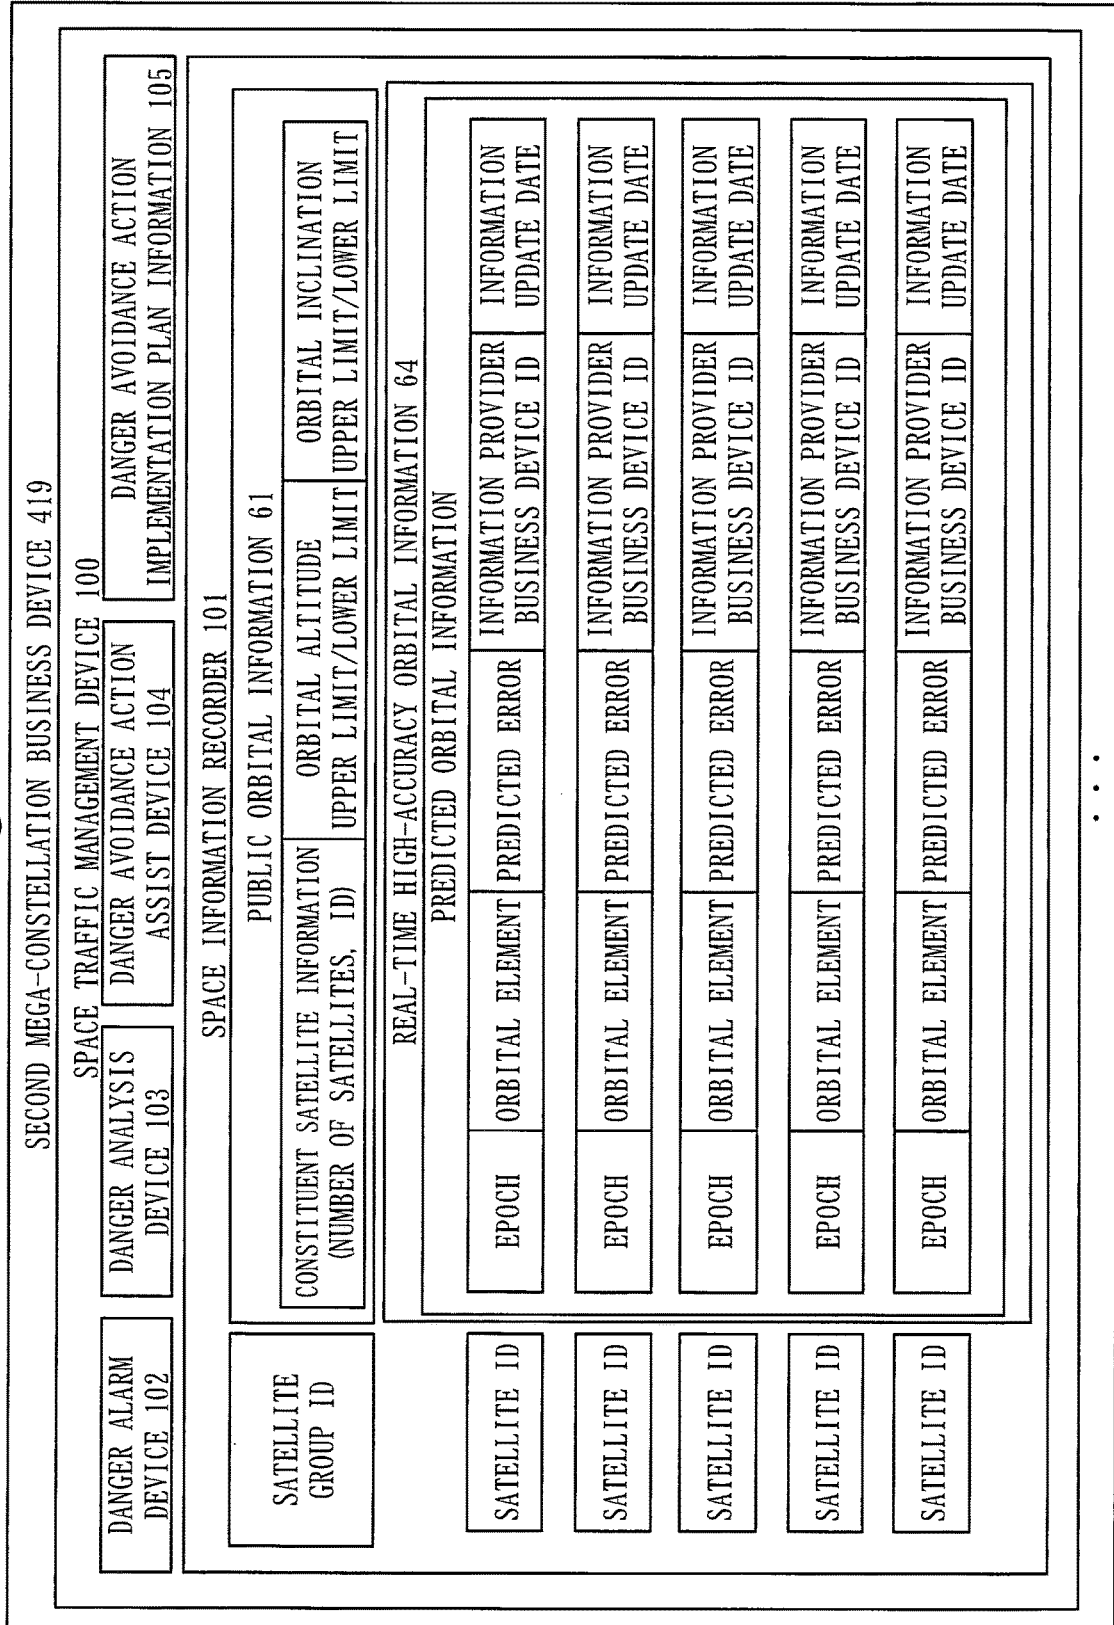 SECOND MEGA-CONSTELLATION BUSINESS DEVICE 419
SPACE TRAFFIC MANAGEMENT DEVICE 100
DANGER ALARM
DEVICE 102
DANGER ANALYSIS
DEVICE 103
DANGER AVOIDANCE ACTION
ASSIST DEVICE 104
DANGER AVOIDANCE ACTION
IMPLEMENTATION PLAN INFORMATION 105
SPACE INFORMATION RECORDER 101
SATELLITE
GROUP ID
PUBLIC ORBITAL INFORMATION 61
CONSTITUENT SATELLITE INFORMATION
(NUMBER OF SATELLITES, ID)
ORBITAL ALTITUDE
UPPER LIMIT/LOWER LIMIT
ORBITAL INCLINATION
UPPER LIMIT/LOWER LIMIT
REAL-TIME HIGH-ACCURACY ORBITAL INFORMATION 64
PREDICTED ORBITAL INFORMATION
SATELLITE ID
EPOCH
ORBITAL ELEMENT
PREDICTED ERROR
INFORMATION PROVIDER
BUSINESS DEVICE ID
INFORMATION
UPDATE DATE
SATELLITE ID
EPOCH
ORBITAL ELEMENT
PREDICTED ERROR
INFORMATION PROVIDER
BUSINESS DEVICE ID
INFORMATION
UPDATE DATE
SATELLITE ID
EPOCH
ORBITAL ELEMENT
PREDICTED ERROR
INFORMATION PROVIDER
BUSINESS DEVICE ID
INFORMATION
UPDATE DATE
SATELLITE ID
EPOCH
ORBITAL ELEMENT
PREDICTED ERROR
INFORMATION PROVIDER
BUSINESS DEVICE ID
INFORMATION
UPDATE DATE
SATELLITE ID
EPOCH
ORBITAL ELEMENT
PREDICTED ERROR
INFORMATION PROVIDER
BUSINESS DEVICE ID
INFORMATION
UPDATE DATE
...